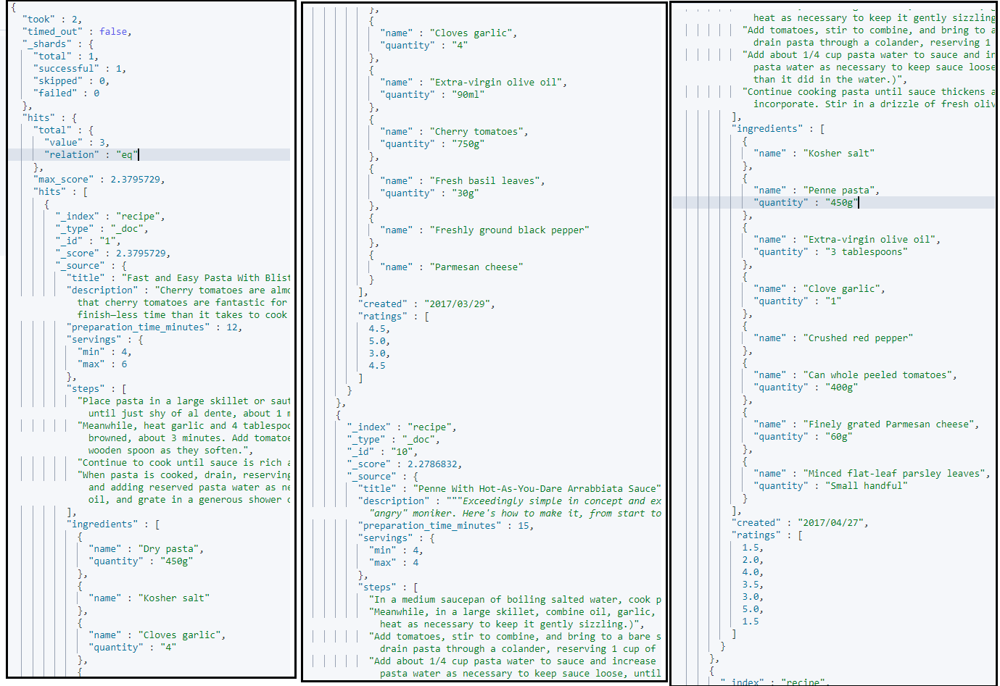 {
"took" : 2,
"timed_out" : false,
"_shards" : {
"total" : 1,
"successful" : 1,
"skipped" : 0,
"failed" : 0
},
"hits" : {
"total" : {
"value" : 3,
"relation" : "eq"
},
"max_score" : 2.3795729,
"hits" : [
{
"_index" : "recipe",
"_type" : "_doc",
"_id" : "1",
"_score" : 2.3795729,
"_source" : {
"title" : "Fast and Easy Pasta With Blist
"description" : "Cherry tomatoes are almo
that cherry tomatoes are fantastic for
finish—less time than it takes to cook
"preparation_time_minutes" : 12,
"servings" : {
"min" : 4,
"max" : 6
},
"steps" : [
"Place pasta in a large skillet or saut
until just shy of al dente, about 1 m
"Meanwhile, heat garlic and 4 tablespoo
browned, about 3 minutes. Add tomatoe
wooden spoon as they soften.",
"Continue to cook until sauce is rich a
"When pasta is cooked, drain, reserving
and adding reserved pasta water as ne
oil, and grate in a generous shower o
],
"ingredients" : [
{
"name" : "Dry pasta",
"quantity" : "450g"
},
{
"name" : "Kosher salt"
},
{
"name" : "Cloves garlic",
"quantity" : "4"
},
{
},
{
"name" : "Cloves garlic",
"quantity" : "4"
},
{
"name" : "Extra-virgin olive oil",
"quantity" : "90ml"
},
{
"name" : "Cherry tomatoes",
"quantity" : "750g"
},
{
"name" : "Fresh basil leaves",
"quantity" : "30g"
},
{
"name" : "Freshly ground black pepper"
},
{
"name" : "Parmesan cheese"
}
],
"created" : "2017/03/29",
"ratings" : [
4.5,
5.0,
3.0,
4.5
]
}
},
{
"_index" : "recipe",
"_type" : "_doc",
"_id" : "10",
"_score" : 2.2786832,
"_source" : {
"title" : "Penne With Hot-As-You-Dare Arrabbiata Sauce"
"description" : """Exceedingly simple in concept and ex
"angry" moniker. Here's how to make it, from start to
"preparation_time_minutes" : 15,
"servings" : {
"min" : 4,
"max" : 4
},
"steps" : [
"In a medium saucepan of boiling salted water, cook p
"Meanwhile, in a large skillet, combine oil, garlic,
heat as necessary to keep it gently sizzling.)",
"Add tomatoes, stir to combine, and bring to a bare s
drain pasta through a colander, reserving 1 cup of
"Add about 1/4 cup pasta water to sauce and increase
pasta water as necessary to keep sauce loose, until
heat as necessary to keep it gently sizzling
"Add tomatoes, stir to combine, and bring to a
drain pasta through a colander, reserving 1
"Add about 1/4 cup pasta water to sauce and in
pasta water as necessary to keep sauce loose
than it did in the water.)",
"Continue cooking pasta until sauce thickens a
incorporate. Stir in a drizzle of fresh oliv
],
"ingredients" : [
{
"name" : "Kosher salt"
},
{
"name" : "Penne pasta",
"quantity" : "450g"
},
{
"name" : "Extra-virgin olive oil",
"quantity" : "3 tablespoons"
},
{
"name" : "Clove garlic",
"quantity" : "1"
},
{
"name" : "Crushed red pepper"
},
{
"name" : "Can whole peeled tomatoes",
"quantity" : "400g"
},
{
"name" : "Finely grated Parmesan cheese",
"quantity" : "60g"
},
{
"name" : "Minced flat-leaf parsley leaves",
"quantity" : "Small handful"
}
],
"created" : "2017/04/27",
"ratings" : [
1.5,
2.0,
4.0,
3.5,
3.0,
5.0,
1.5
]
}
},
{
"_index" : "recipe",